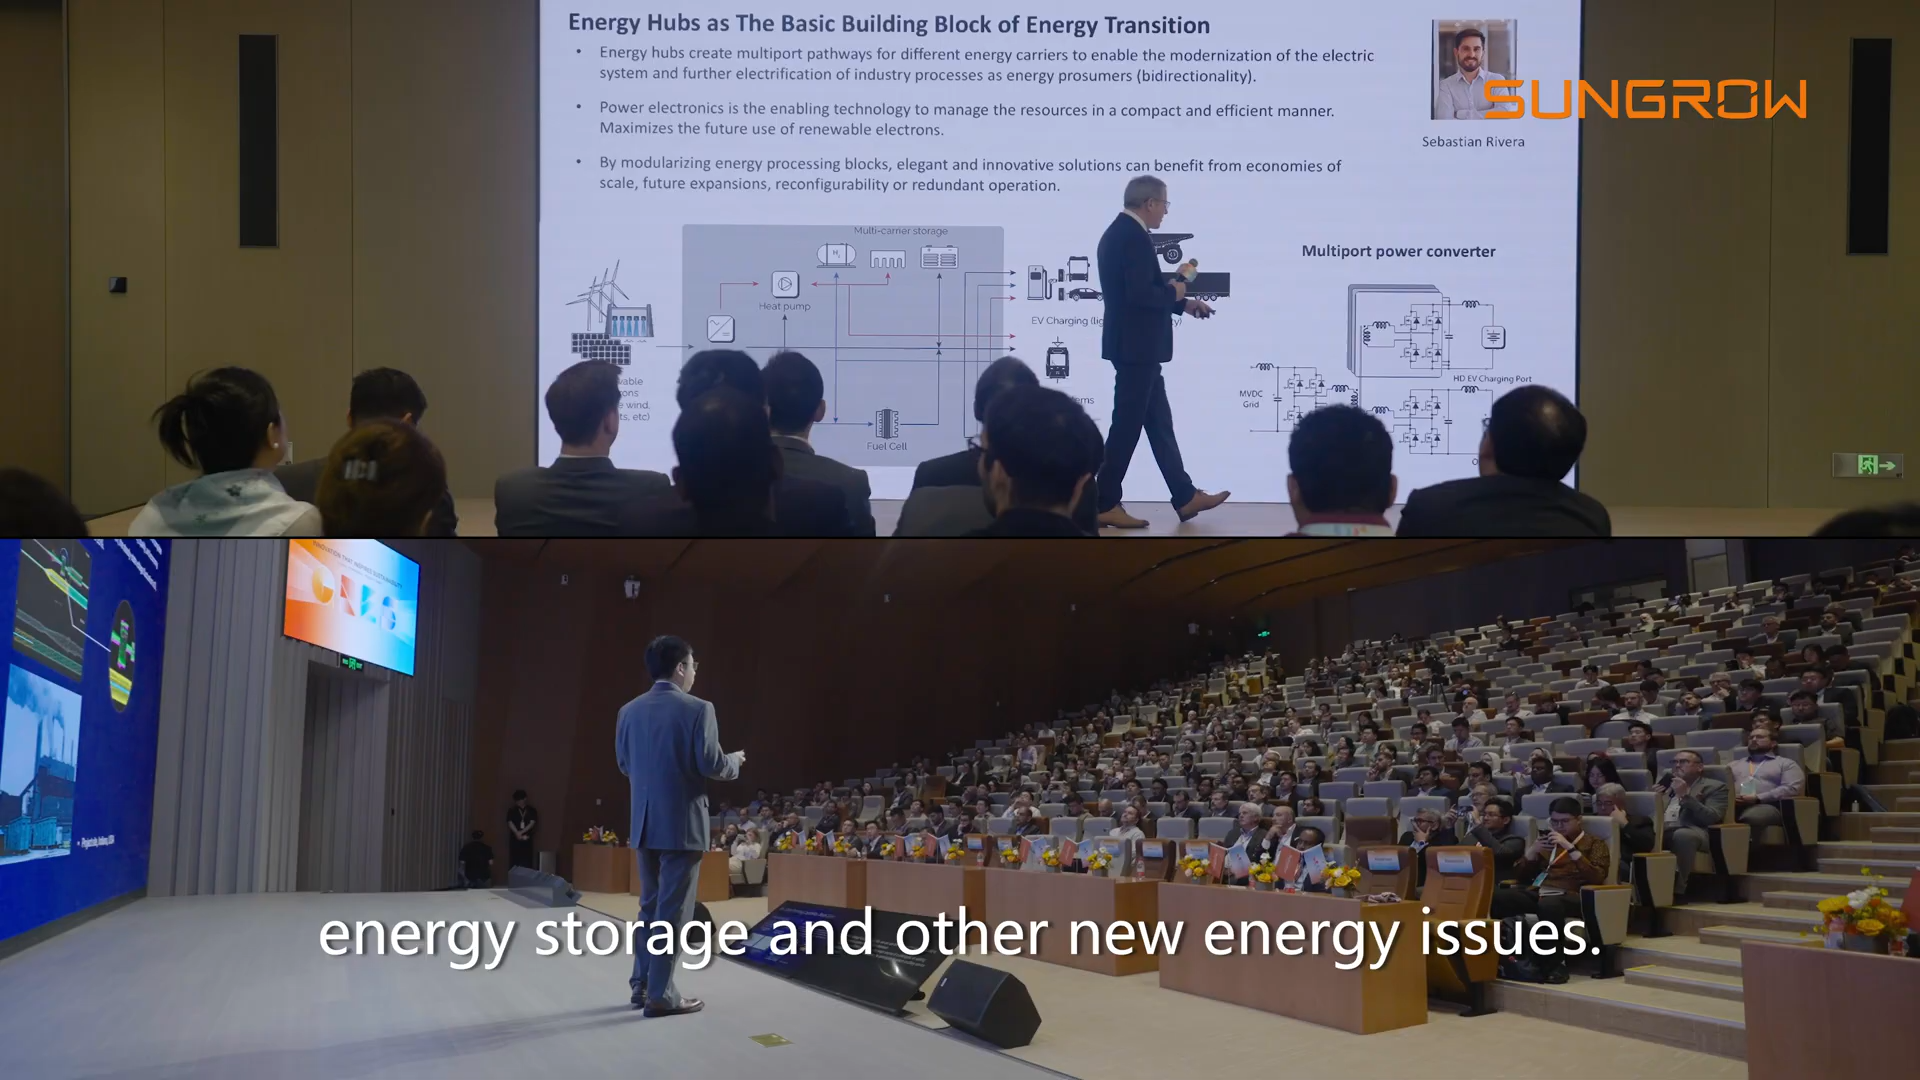 Energy Hubs as The Basic Building Block of Energy Transition
• Energy hubs create multiport pathways for different energy carriers to enable the modernization of the electric
system and further electrification of industry processes as energy prosumers (bidirectionality).
• Power electronics is the enabling technology to manage the resources in a compact and efficient manner.
Maximizes the future use of renewable electrons.
• By modularizing energy processing blocks, elegant and innovative solutions can benefit from economies of
scale, future expansions, reconfigurability or redundant operation.
SUNGROW
Sebastian Rivera
Multi-carrier storage
H2
Heat pump
EV Charging
Fuel Cell
Multiport power converter
HD EV Charging Port
MVDC
Grid
INNOVATION THAT INSPIRES SUSTAINABILITY
energy storage and other new energy issues.